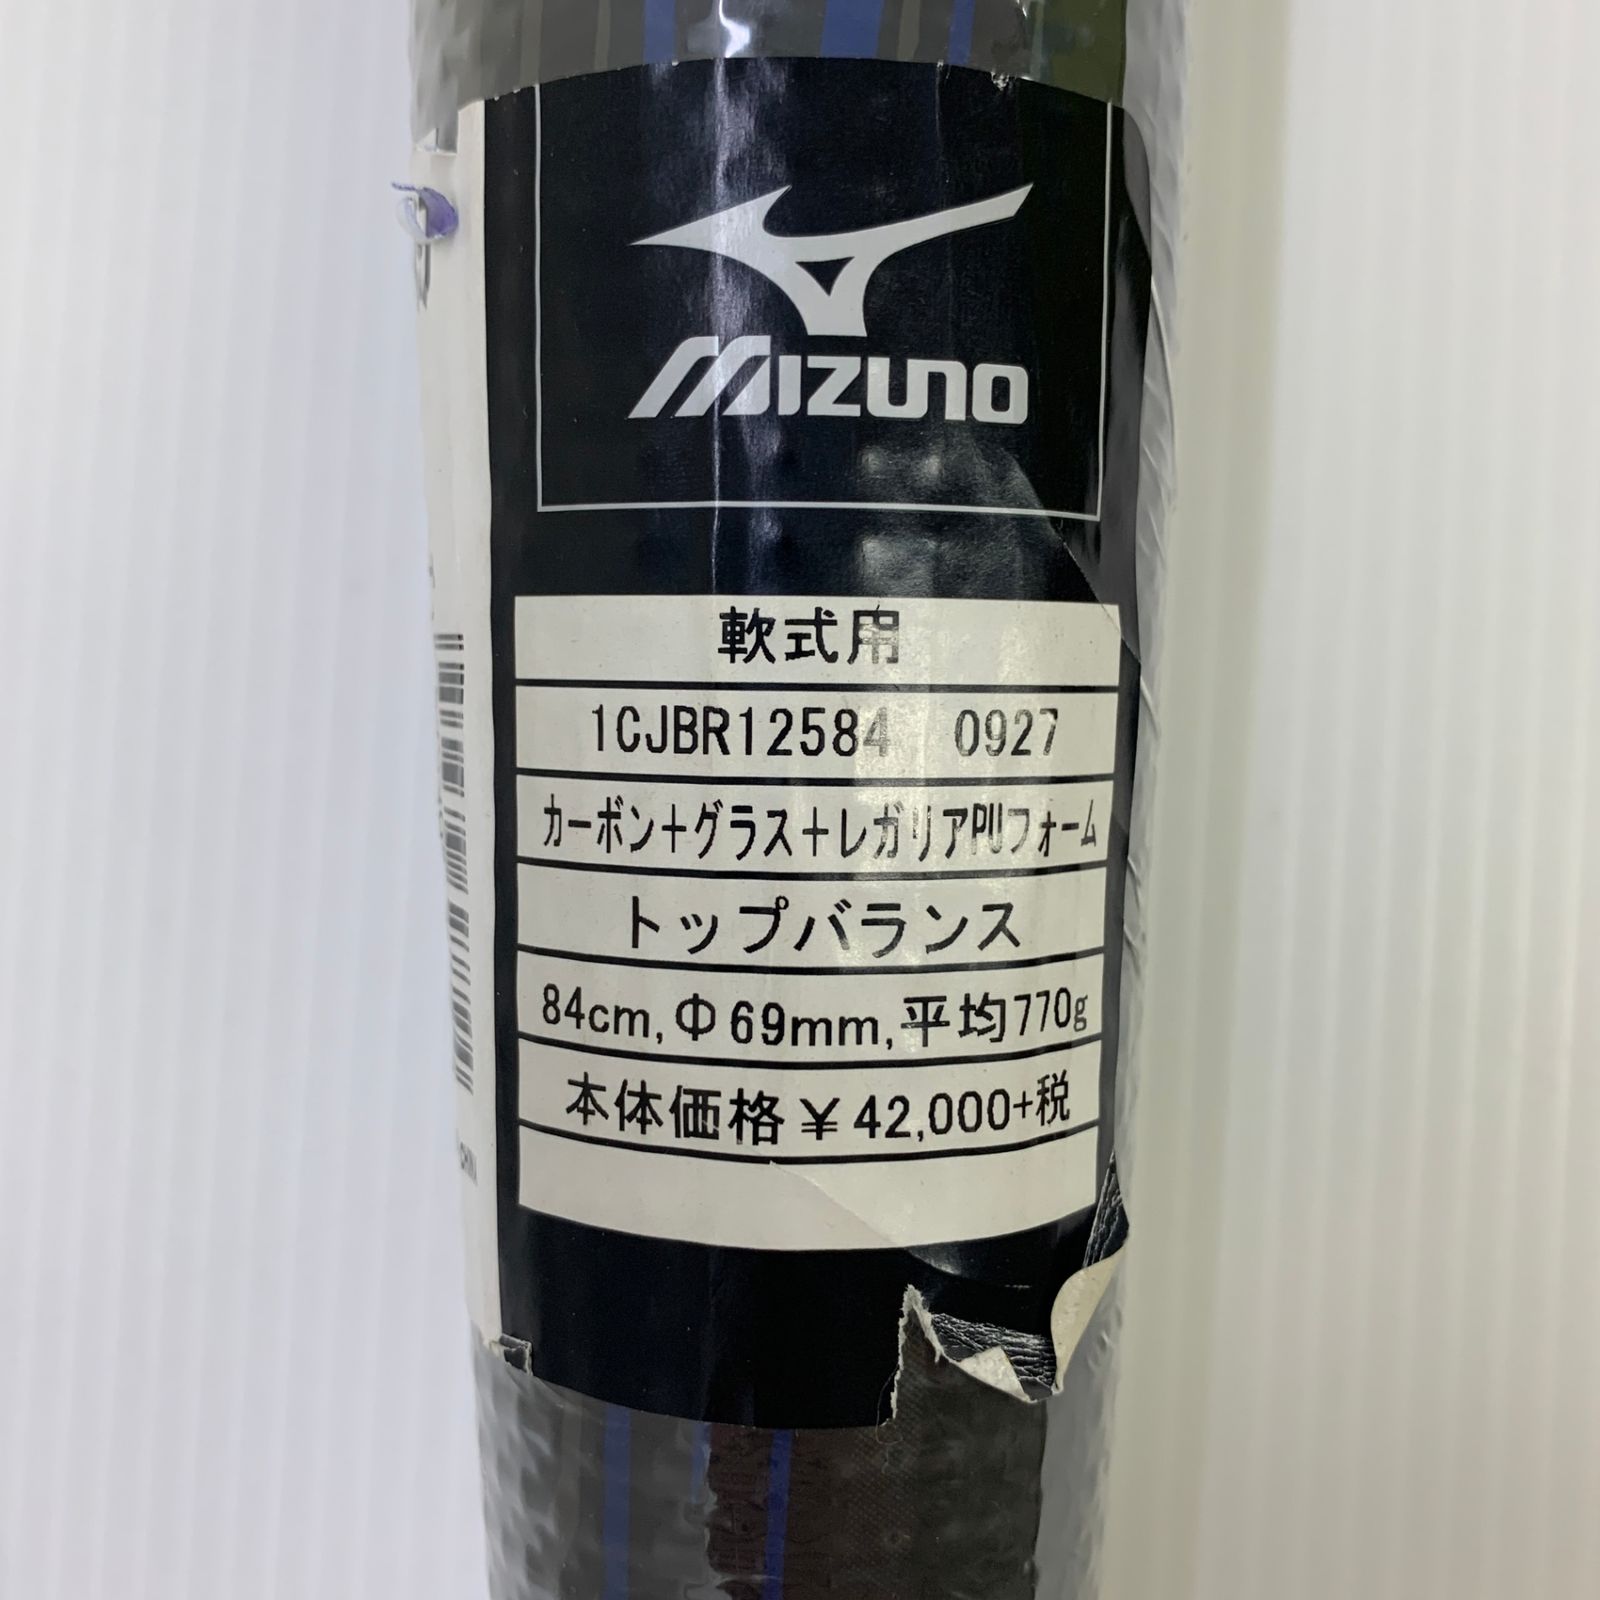 MIZUNO
軟式用
1CJBR12584 0927
カーボン+グラス+レガリアPUフォーム
トップバランス
84cm,Φ69mm,平均770g
本体価格¥42,000+税